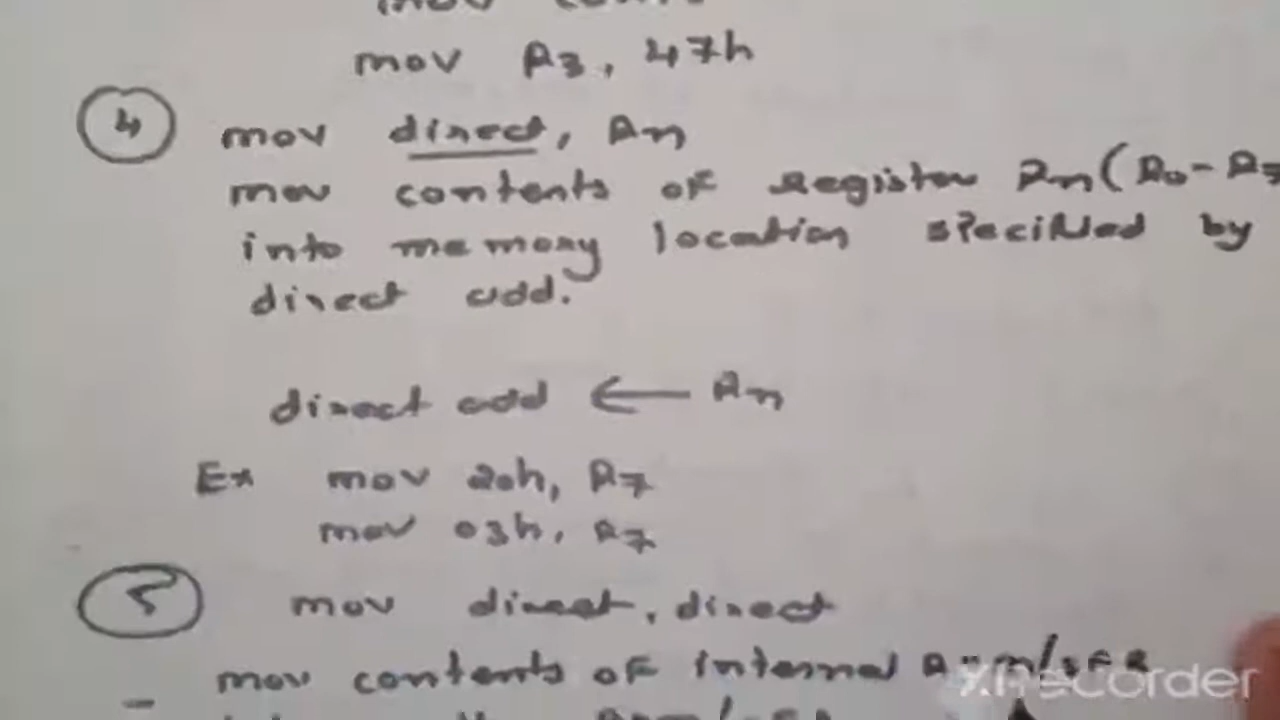 mov R3, 47h
4
mov direct, Rn
mov contents of register Rn (R0-R7
into memory location specified by
direct add.
direct add ← Rn
Ex mov 20h, R7
mov 03h, R7
5
mov direct, direct
mov contents of internal Ram/SFR
XRecorder